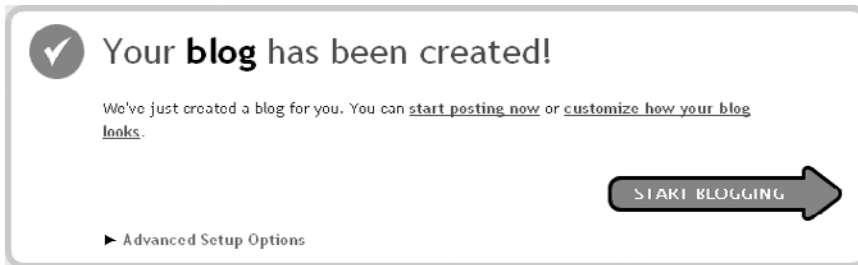 Your blog has been created!
We've just created a blog for you. You can start posting now or customize how your blog
looks.
START BLOGGING
► Advanced Setup Options